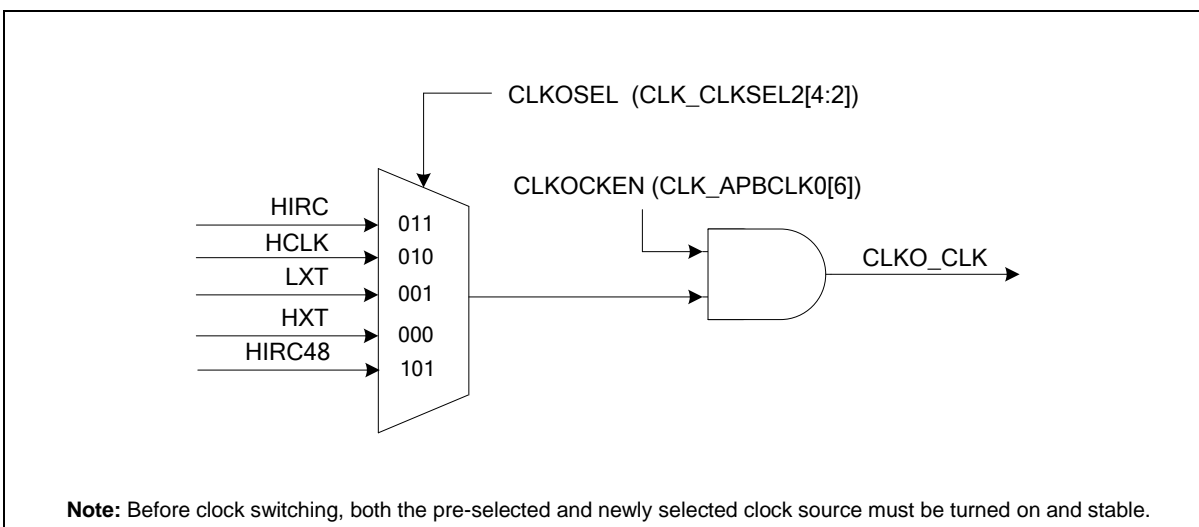 CLKOSEL (CLK_CLKSEL2[4:2])
CLKOCKEN (CLK_APBCLK0[6])
HIRC
011
HCLK
010
LXT
001
HXT
000
HIRC48
101
CLKO_CLK
Note: Before clock switching, both the pre-selected and newly selected clock source must be turned on and stable.